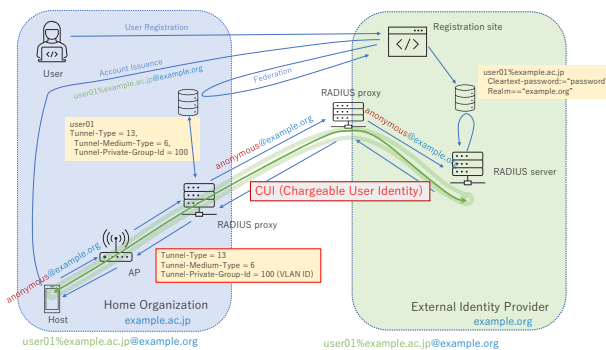 User Registration
Registration site
User
Account Issuance
user01%example.ac.jp@example.org
Federation
user01%example.ac.jp
Cleartext-password:="password"
Realm=="example.org"
RADIUS proxy
user01
Tunnel-Type = 13,
Tunnel-Medium-Type = 6,
Tunnel-Private-Group-Id = 100
anonymous@example.org
anonymous@example.org
RADIUS server
CUI (Chargeable User Identity)
RADIUS proxy
anonymous@example.org
AP
Tunnel-Type = 13
Tunnel-Medium-Type = 6
Tunnel-Private-Group-Id = 100 (VLAN ID)
Host
Home Organization
example.ac.jp
External Identity Provider
example.org
user01%example.ac.jp@example.org
user01%example.ac.jp@example.org